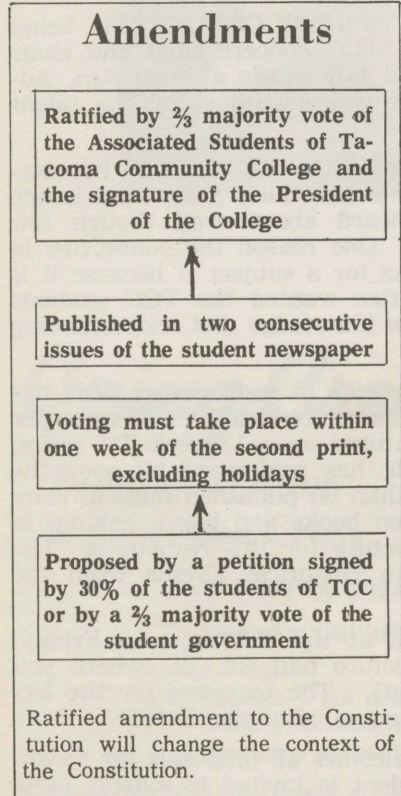 Amendments
Ratified by ⅔ majority vote of
the Associated Students of Ta-
coma Community College and
the signature of the President
of the College
Published in two consecutive
issues of the student newspaper
Voting must take place within
one week of the second print,
excluding holidays
Proposed by a petition signed
by 30% of the students of TCC
or by a ⅔ majority vote of the
student government
Ratified amendment to the Consti-
tution will change the context of
the Constitution.